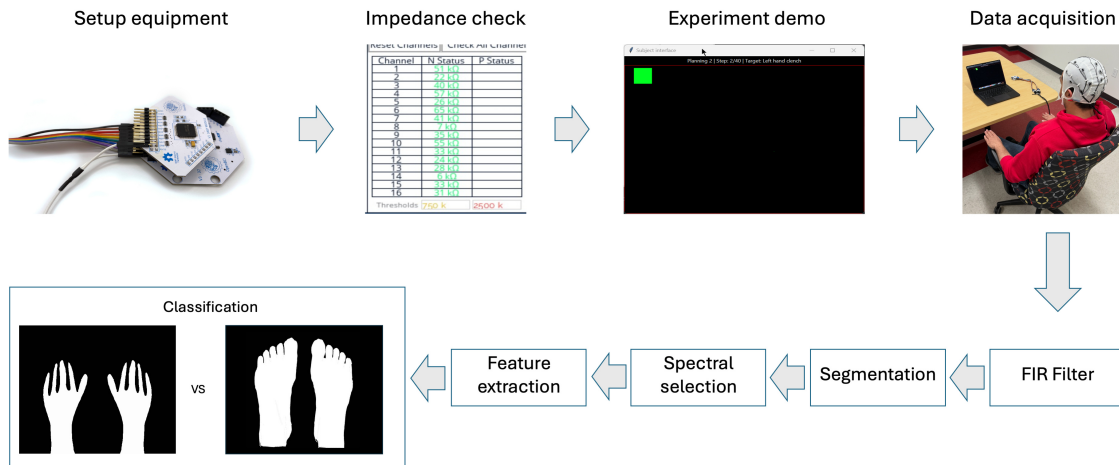 Setup equipment
Impedance check
Experiment demo
Data acquisition
Reset Channels Check All Channel
Channel N Status P Status
1 51 kΩ
2 22 kΩ
3 40 kΩ
4 57 kΩ
5 26 kΩ
6 65 kΩ
7 41 kΩ
8 7 kΩ
9 35 kΩ
10 55 kΩ
11 33 kΩ
12 24 kΩ
13 28 kΩ
14 6 kΩ
15 33 kΩ
16 31 kΩ
Thresholds 750 k 2500 k
Subject Interface
Planning 2 | Step: 2/40 | Target: Left hand clench
Classification
vs
Feature
extraction
Spectral
selection
Segmentation
FIR Filter